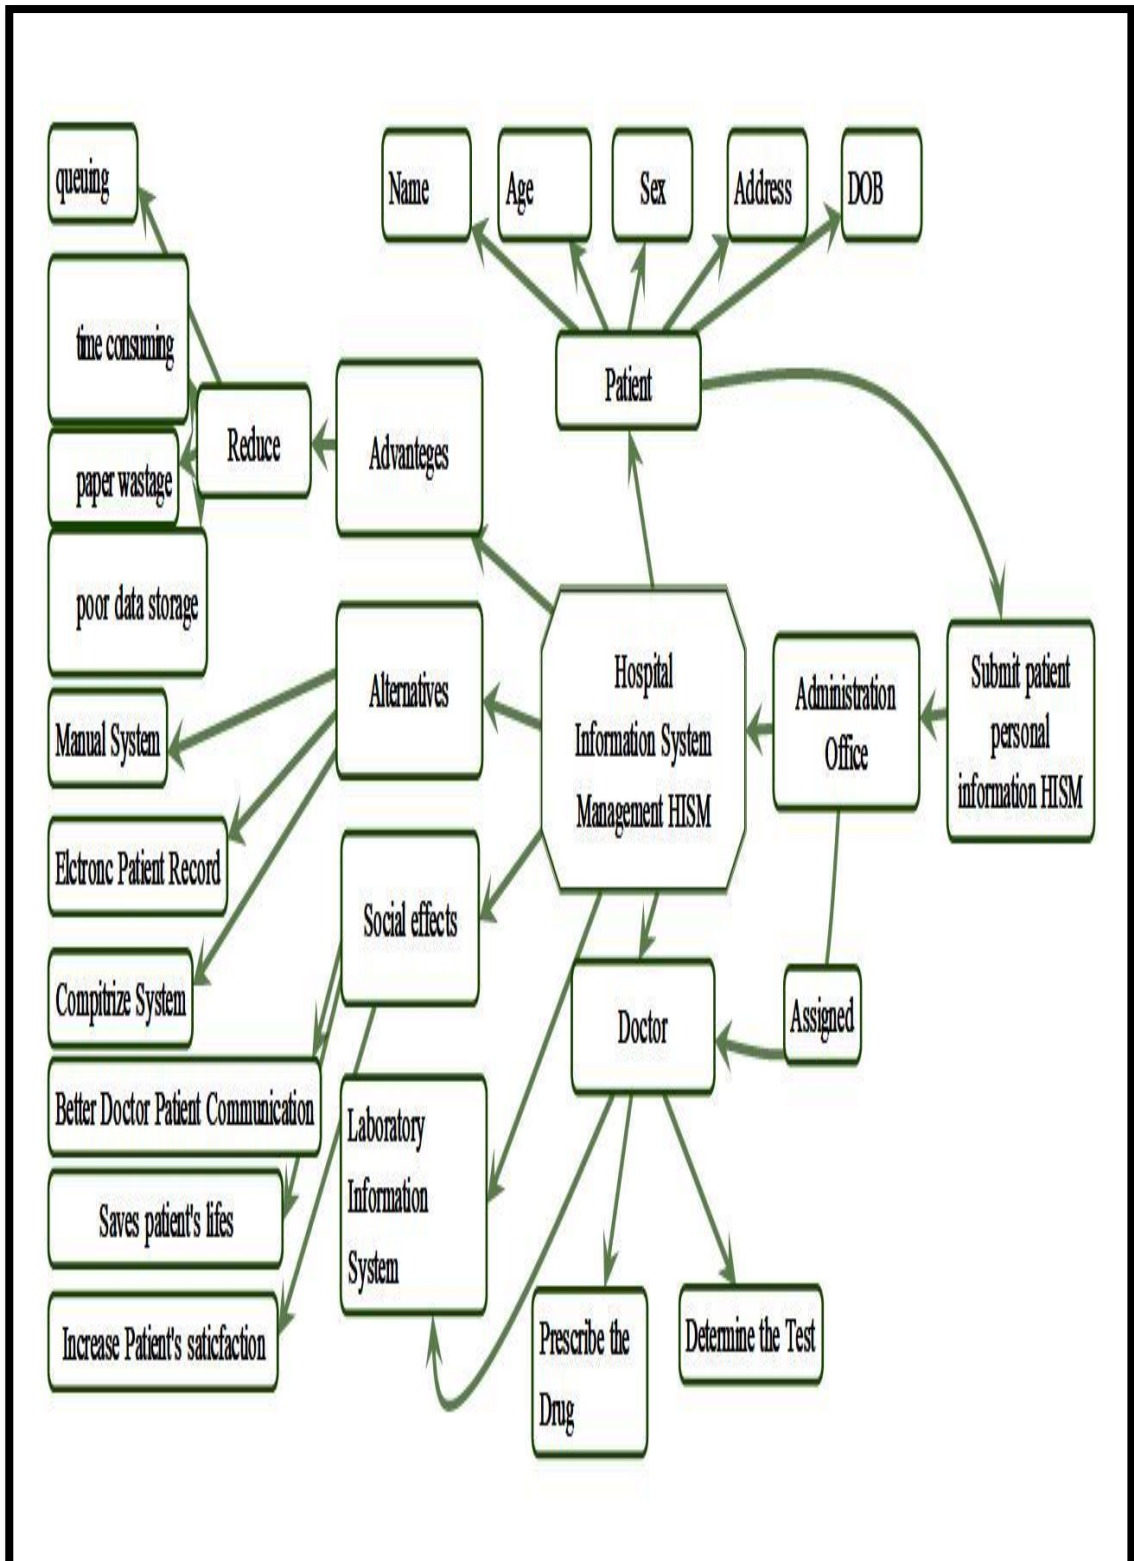 queuing
time consuming
paper wastage
poor data storage
Manual System
Elctronc Patient Record
Compitrize System
Better Doctor Patient Communication
Saves patient's lifes
Increase Patient's saticfaction
Reduce
Advanteges
Alternatives
Social effects
Laboratory
Information
System
Name
Age
Sex
Address
DOB
Patient
Hospital
Information System
Management HISM
Administration
Office
Submit patient
personal
information HISM
Assigned
Doctor
Prescribe the
Drug
Determine the Test